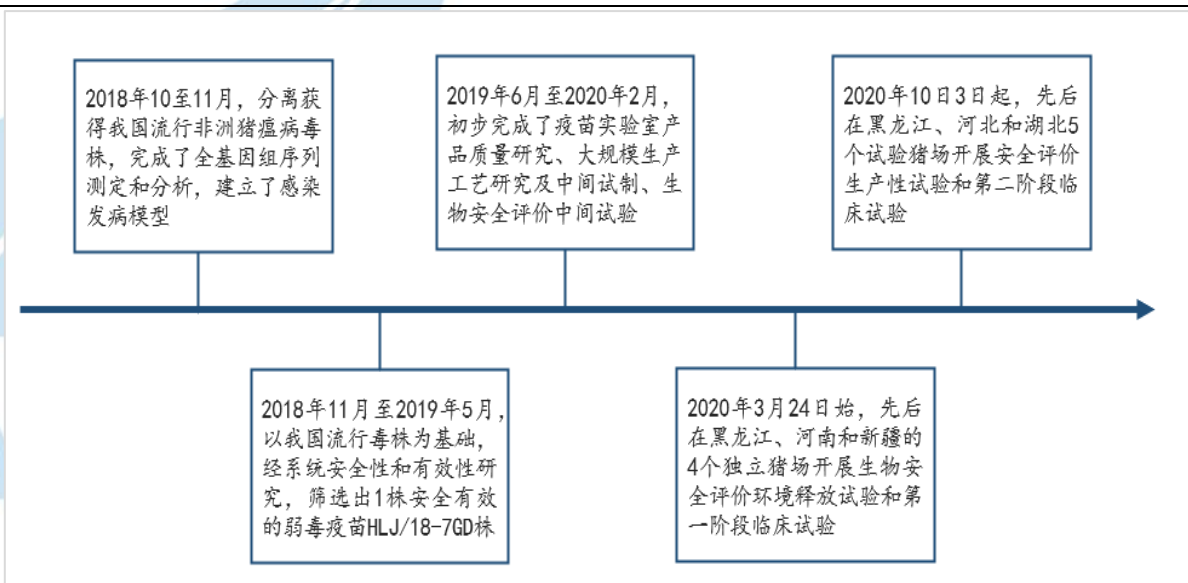 2018年10至11月，分离获
得我国流行非洲猪瘟病毒
株，完成了全基因组序列
测定和分析，建立了感染
发病模型
2019年6月至2020年2月，
初步完成了疫苗实验室产
品质量研究、大规模生产
工艺研究及中间试制、生
物安全评价中间试验
2020年10日3日起，先后
在黑龙江、河北和湖北5
个试验猪场开展安全评价
生产性试验和第二阶段临
床试验
2018年11月至2019年5月，
以我国流行毒株为基础，
经系统安全性和有效性研
究，筛选出1株安全有效
的弱毒疫苗HLJ/18-7GD株
2020年3月24日始，先后
在黑龙江、河南和新疆的
4个独立猪场开展生物安
全评价环境释放试验和第
一阶段临床试验